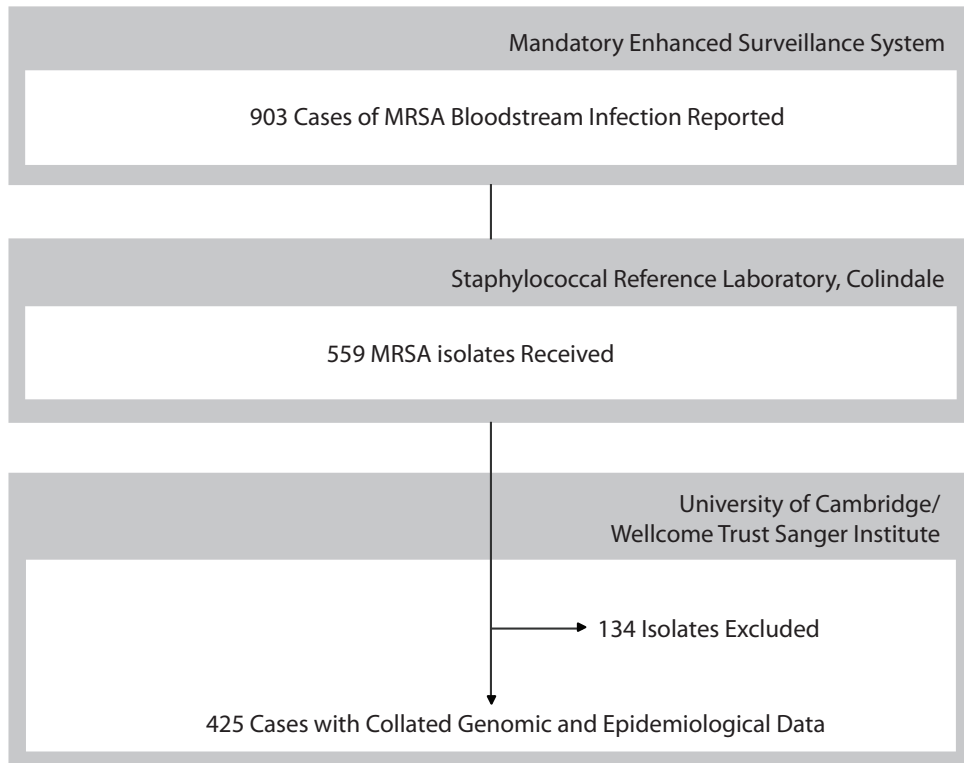 Mandatory Enhanced Surveillance System
903 Cases of MRSA Bloodstream Infection Reported
Staphylococcal Reference Laboratory, Colindale
559 MRSA isolates Received
University of Cambridge/
Wellcome Trust Sanger Institute
134 Isolates Excluded
425 Cases with Collated Genomic and Epidemiological Data